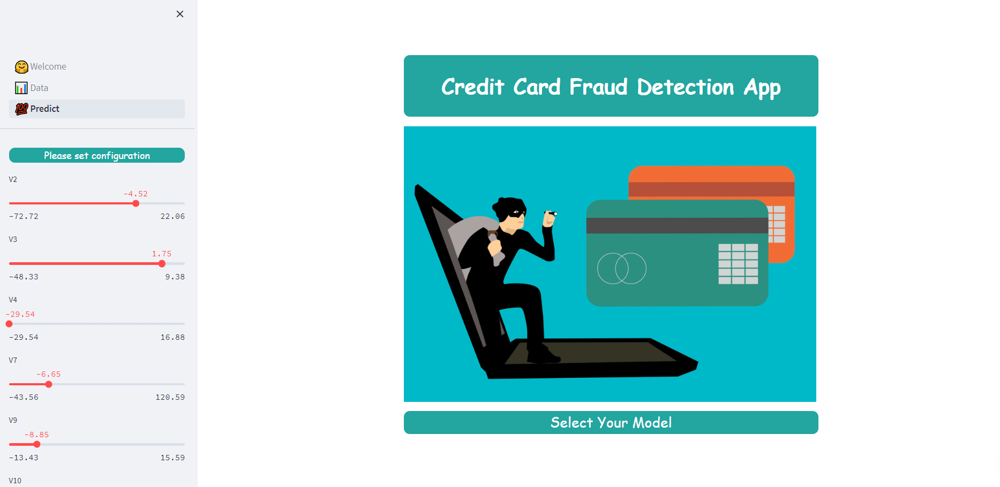 Welcome
Data
Predict
Please set configuration
V2
-4.52
-72.72 22.06
V3
1.75
-48.33 9.38
V4
-29.54
-29.54 16.88
V7
-6.65
-43.56 120.59
V9
-8.85
-13.43 15.59
V10
Credit Card Fraud Detection App
Select Your Model